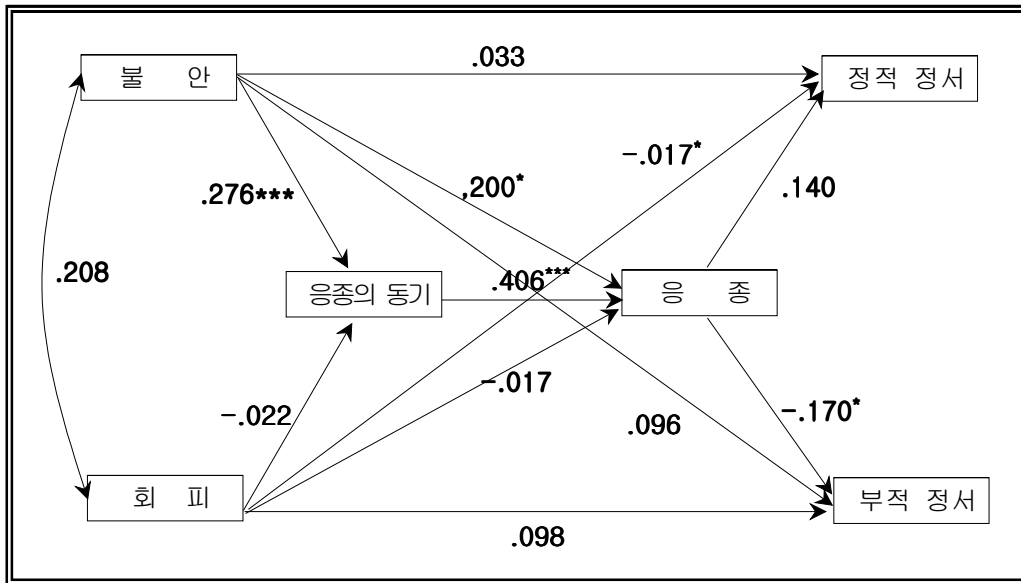 불 안
.033
정적 정서
-.017*
.276***
,200*
.140
.208
응종의 동기
.406***
응 종
-.017
-.022
.096
-.170*
회 피
부적 정서
.098